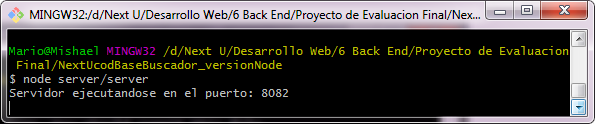 MINGW32:/d/Next U/Desarrollo Web/6 Back End/Proyecto de Evaluacion Final/Nex...
Mario@Mishael MINGW32 /d/Next U/Desarrollo Web/6 Back End/Proyecto de Evaluacion
Final/NextUcodBaseBuscador_versionNode
$ node server/server
Servidor ejecutandose en el puerto: 8082